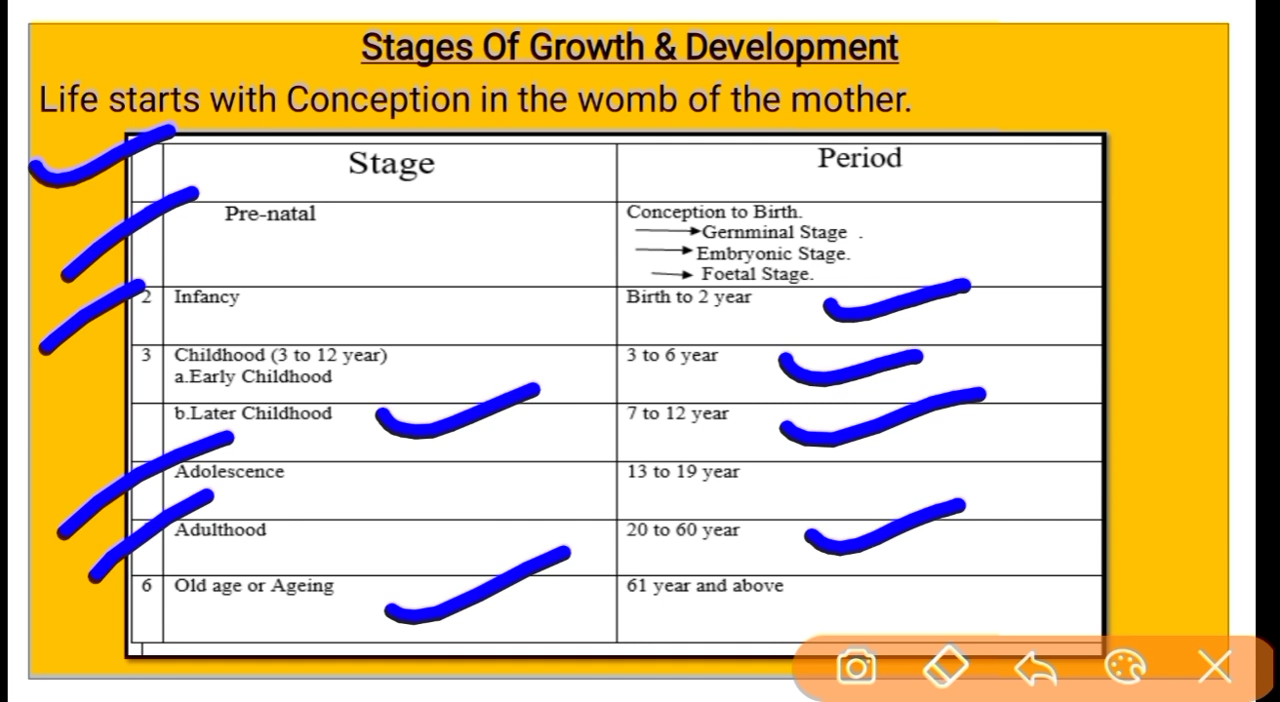 Stages Of Growth & Development
Life starts with Conception in the womb of the mother.
Stage Period
Pre-natal Conception to Birth.
Gernminal Stage .
Embryonic Stage.
Foetal Stage.
2 Infancy Birth to 2 year
3 Childhood (3 to 12 year) 3 to 6 year
a.Early Childhood
b.Later Childhood 7 to 12 year
Adolescence 13 to 19 year
Adulthood 20 to 60 year
6 Old age or Ageing 61 year and above